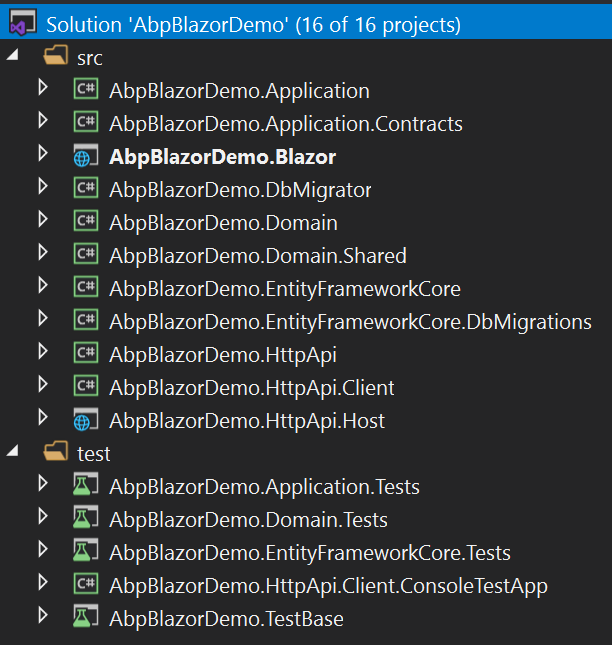 Solution 'AbpBlazorDemo' (16 of 16 projects)
src
C# AbpBlazorDemo.Application
C# AbpBlazorDemo.Application.Contracts
AbpBlazorDemo.Blazor
C# AbpBlazorDemo.DbMigrator
C# AbpBlazorDemo.Domain
C# AbpBlazorDemo.Domain.Shared
C# AbpBlazorDemo.EntityFrameworkCore
C# AbpBlazorDemo.EntityFrameworkCore.DbMigrations
C# AbpBlazorDemo.HttpApi
C# AbpBlazorDemo.HttpApi.Client
AbpBlazorDemo.HttpApi.Host
test
AbpBlazorDemo.Application.Tests
AbpBlazorDemo.Domain.Tests
AbpBlazorDemo.EntityFrameworkCore.Tests
C# AbpBlazorDemo.HttpApi.Client.ConsoleTestApp
AbpBlazorDemo.TestBase